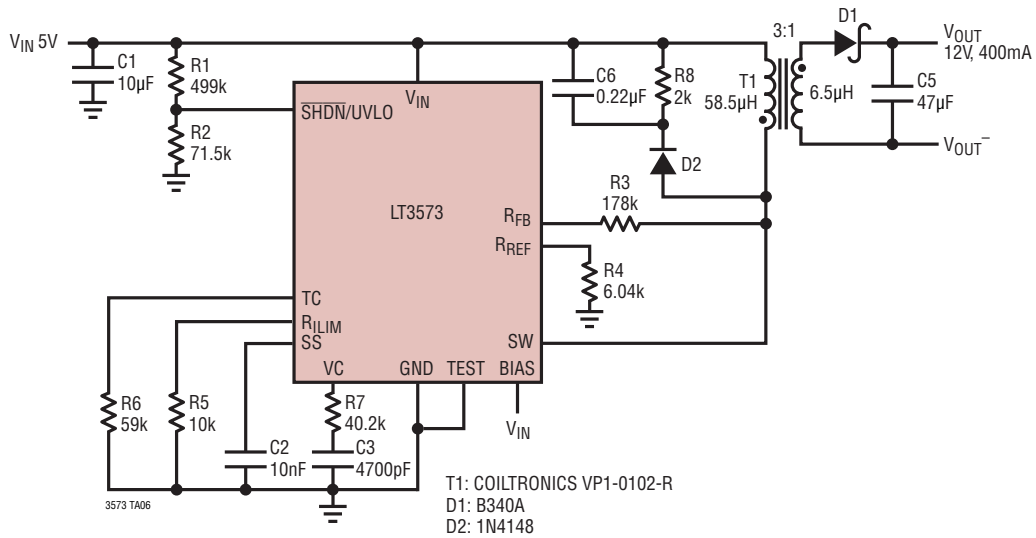 V_IN 5V
C1
10µF
R1
499k
R2
71.5k
SHDN/UVLO
V_IN
LT3573
C6
0.22µF
R8
2k
D2
T1
58.5µH
3:1
6.5µH
D1
V_OUT
12V, 400mA
C5
47µF
V_OUT⁻
R_FB
R3
178k
R_REF
R4
6.04k
TC
R_ILIM
SS
SW
VC
GND
TEST
BIAS
V_IN
R6
59k
R5
10k
R7
40.2k
C2
10nF
C3
4700pF
3573 TA06
T1: COILTRONICS VP1-0102-R
D1: B340A
D2: 1N4148